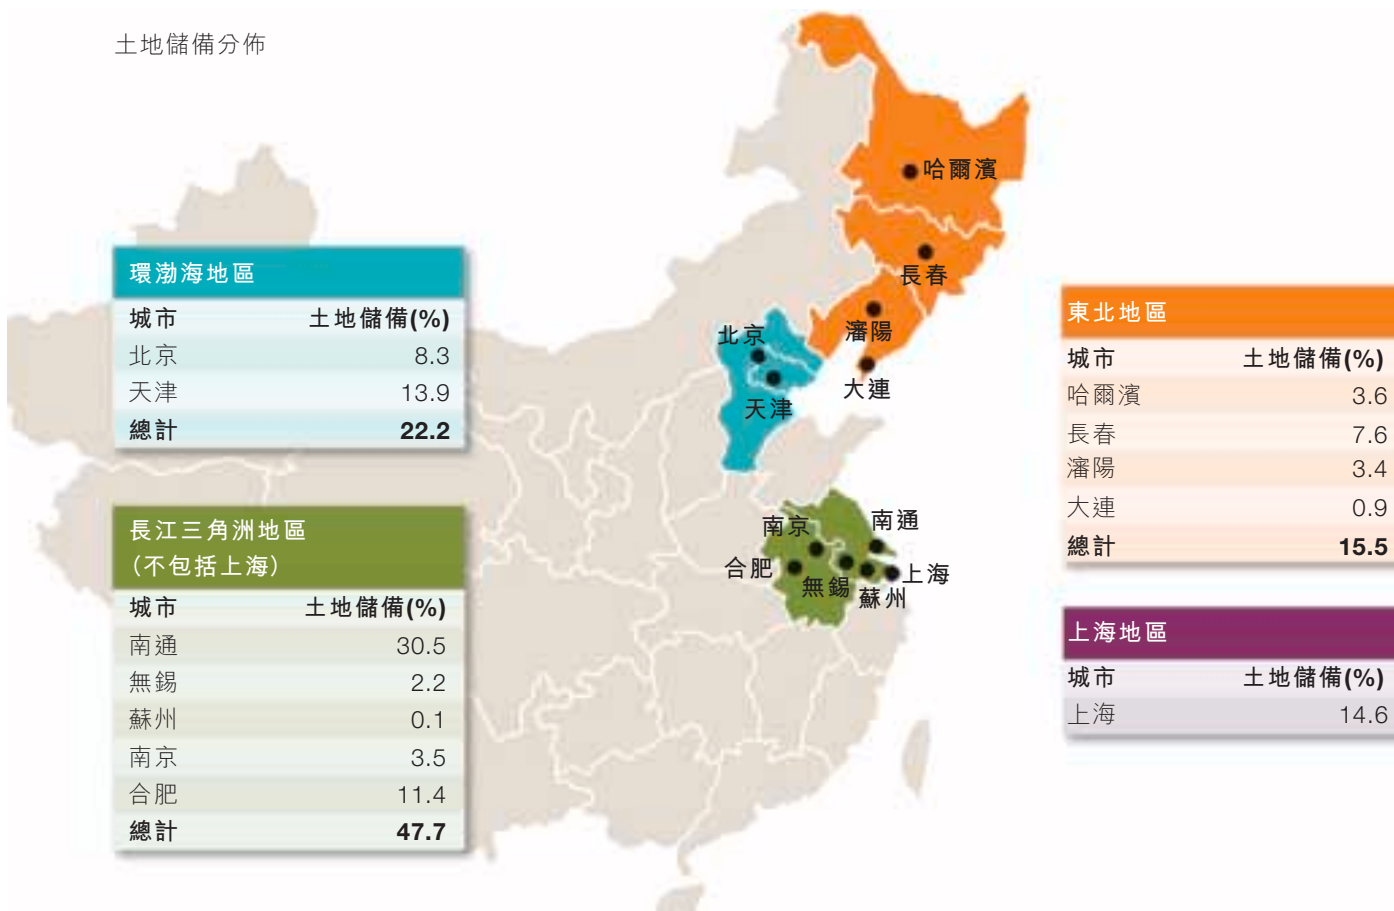 土地儲備分佈
環渤海地區
城市 土地儲備(%)
北京 8.3
天津 13.9
總計 22.2
長江三角洲地區
(不包括上海)
城市 土地儲備(%)
南通 30.5
無錫 2.2
蘇州 0.1
南京 3.5
合肥 11.4
總計 47.7
哈爾濱
長春
瀋陽
大連
北京
天津
南京
南通
合肥
無錫
蘇州
上海
東北地區
城市 土地儲備(%)
哈爾濱 3.6
長春 7.6
瀋陽 3.4
大連 0.9
總計 15.5
上海地區
城市 土地儲備(%)
上海 14.6